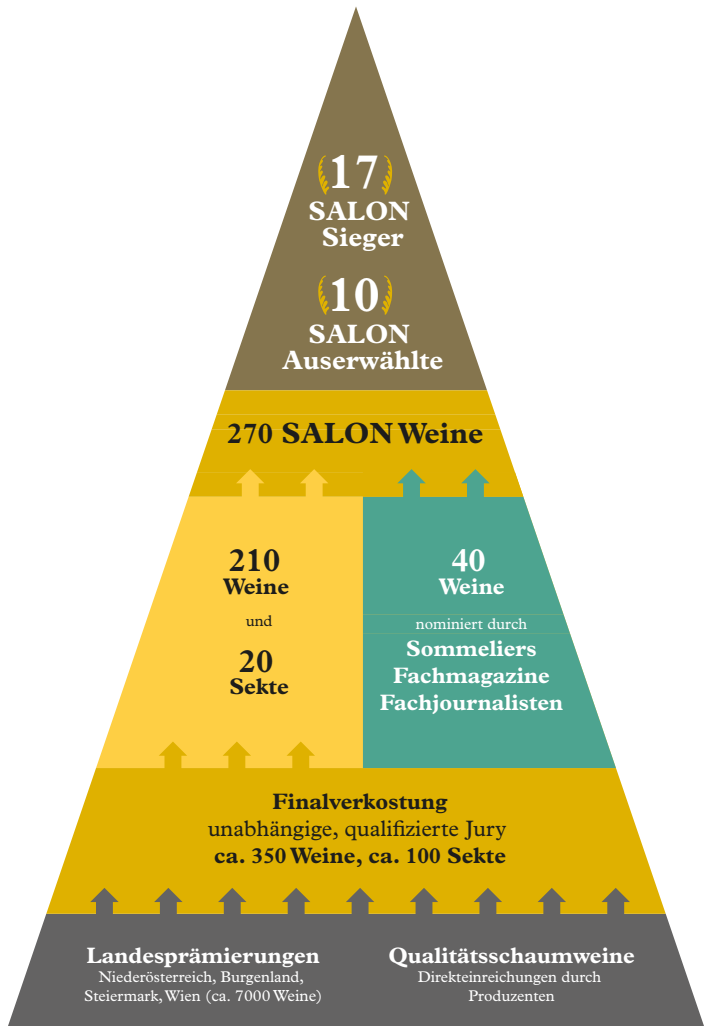 17
SALON
Sieger
10
SALON
Auserwählte
270 SALON Weine
210
Weine
und
20
Sekte
40
Weine
nominiert durch
Sommeliers
Fachmagazine
Fachjournalisten
Finalverkostung
unabhängige, qualifizierte Jury
ca. 350 Weine, ca. 100 Sekte
Landesprämierungen
Niederösterreich, Burgenland,
Steiermark, Wien (ca. 7000 Weine)
Qualitätsschaumweine
Direkteinreichungen durch
Produzenten